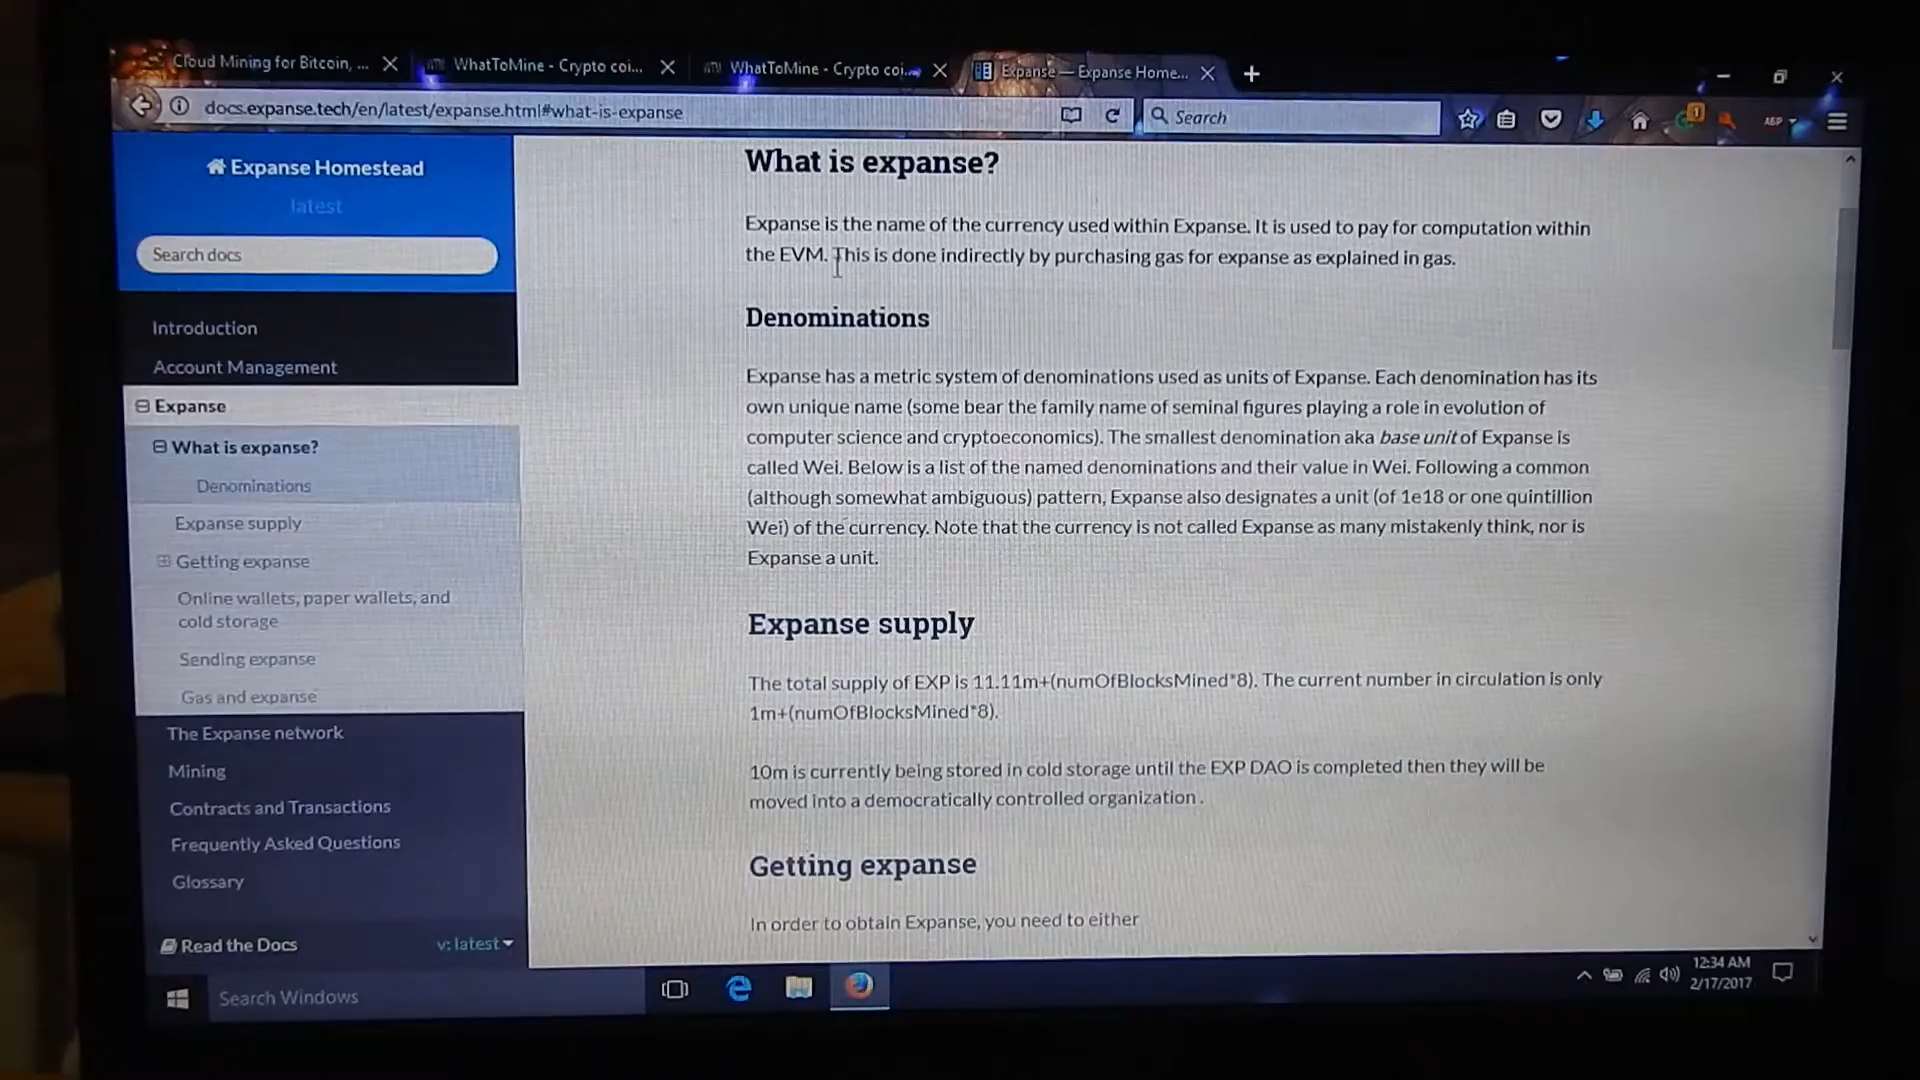 Cloud Mining for Bitcoin, ...
WhatToMine - Crypto coi...
WhatToMine - Crypto coi...
Expanse — Expanse Home...
docs.expanse.tech/en/latest/expanse.html#what-is-expanse
Search
1
ABP
Expanse Homestead
latest
Search docs
Introduction
Account Management
Expanse
What is expanse?
Denominations
Expanse supply
Getting expanse
Online wallets, paper wallets, and
cold storage
Sending expanse
Gas and expanse
The Expanse network
Mining
Contracts and Transactions
Frequently Asked Questions
Glossary
Read the Docs
v: latest
What is expanse?
Expanse is the name of the currency used within Expanse. It is used to pay for computation within
the EVM. This is done indirectly by purchasing gas for expanse as explained in gas.
Denominations
Expanse has a metric system of denominations used as units of Expanse. Each denomination has its
own unique name (some bear the family name of seminal figures playing a role in evolution of
computer science and cryptoeconomics). The smallest denomination aka base unit of Expanse is
called Wei. Below is a list of the named denominations and their value in Wei. Following a common
(although somewhat ambiguous) pattern, Expanse also designates a unit (of 1e18 or one quintillion
Wei) of the currency. Note that the currency is not called Expanse as many mistakenly think, nor is
Expanse a unit.
Expanse supply
The total supply of EXP is 11.11m+(numOfBlocksMined*8). The current number in circulation is only
1m+(numOfBlocksMined*8).
10m is currently being stored in cold storage until the EXP DAO is completed then they will be
moved into a democratically controlled organization .
Getting expanse
In order to obtain Expanse, you need to either
Search Windows
12:34 AM
2/17/2017